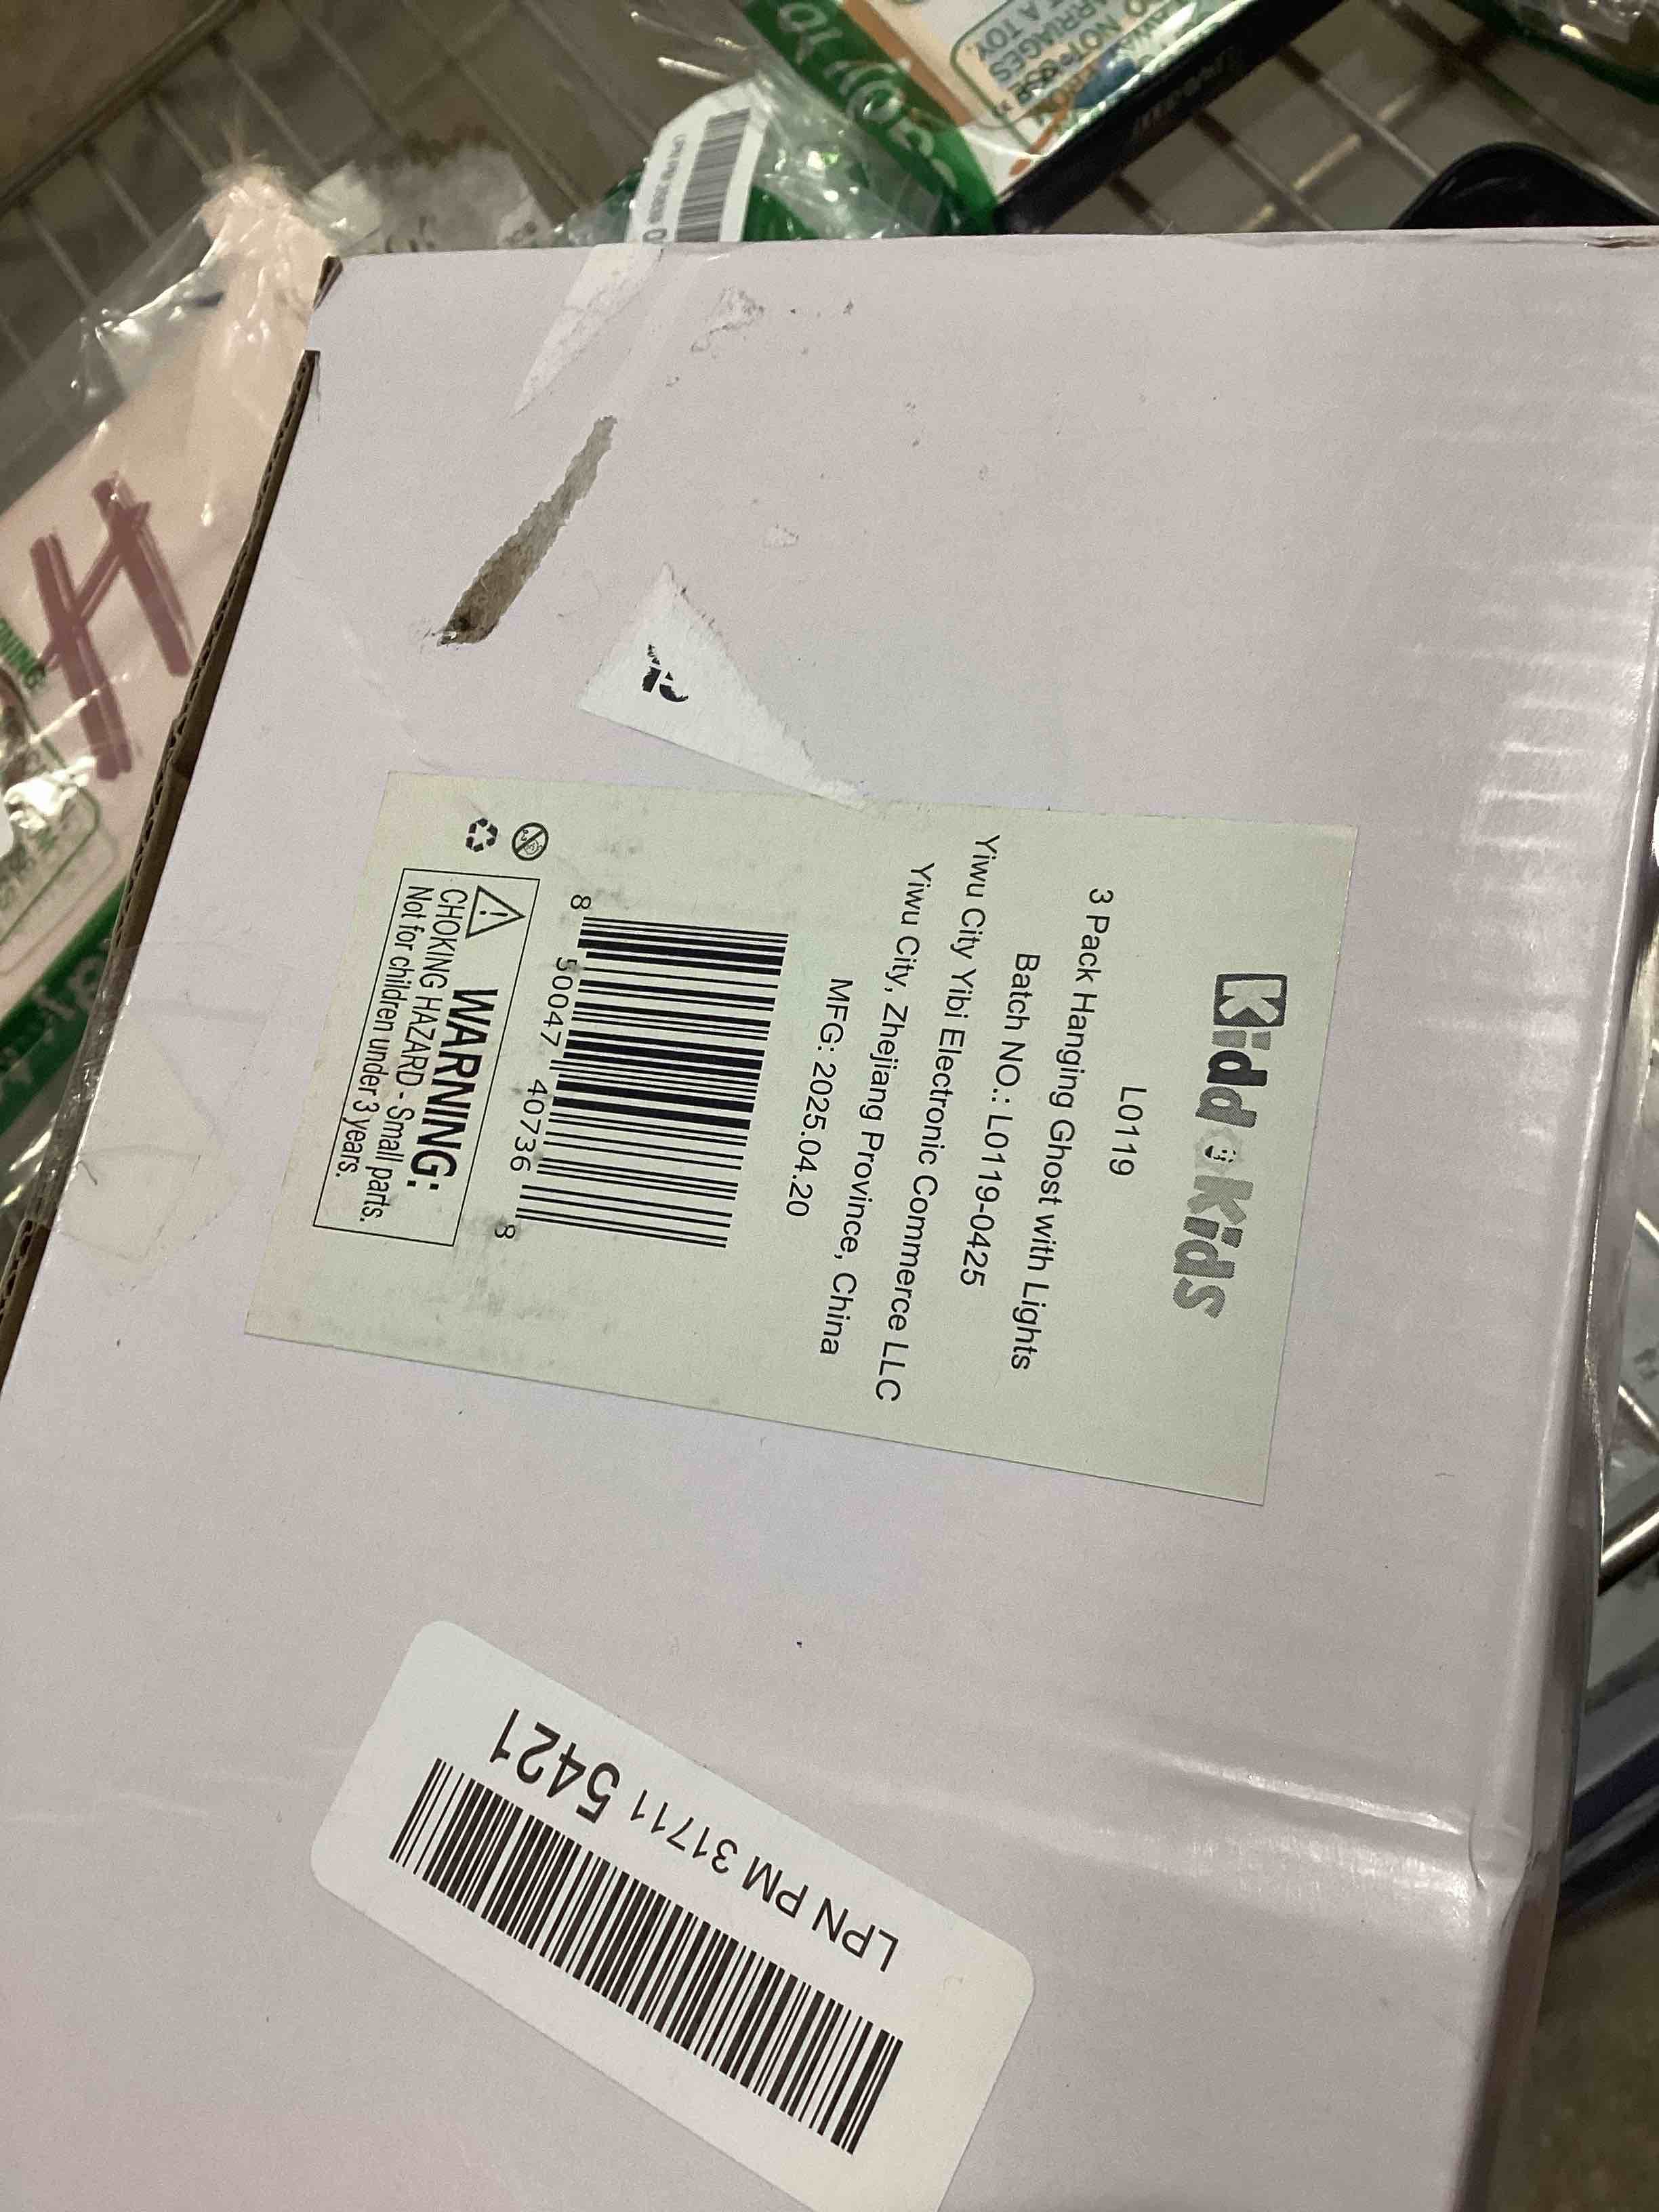 KiddoKids
L0119
3 Pack Hanging Ghost with Lights
Batch NO.: L0119-0425
Yiwu City Yibi Electronic Commerce LLC
Yiwu City, Zhejiang Province, China
MFG: 2025.04.20
8 50047 40736 8
WARNING:
CHOKING HAZARD - Small parts.
Not for children under 3 years.
LPN PM 31711 5421
H
A TOY.